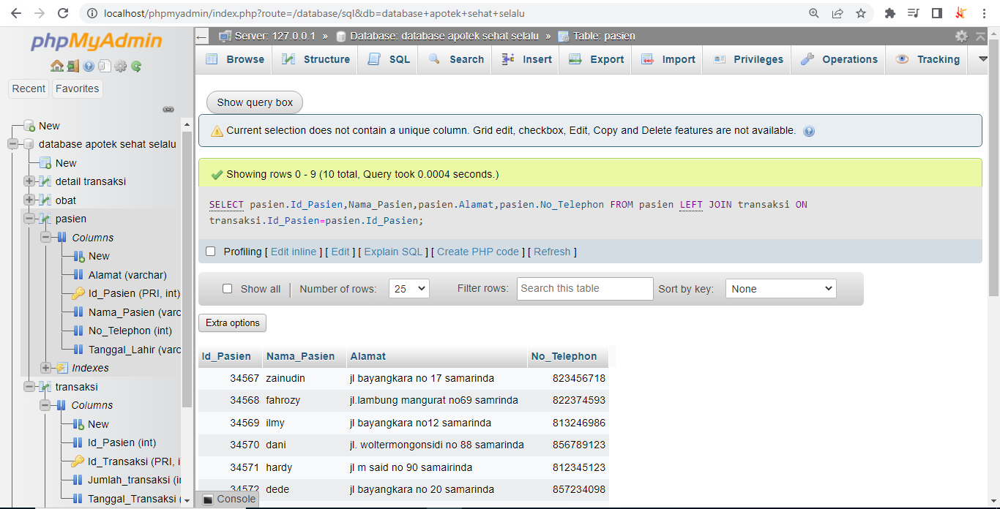 localhost/phpmyadmin/index.php?route=/database/sql&db=database+apotek+sehat+selalu
phpMyAdmin
Recent
Favorites
New
database apotek sehat selalu
New
detail transaksi
obat
pasien
Columns
New
Alamat (varchar)
Id_Pasien (PRI, int)
Nama_Pasien (varc
No_Telephon (int)
Tanggal_Lahir (varc
Indexes
transaksi
Columns
New
Id_Pasien (int)
Id_Transaksi (PRI, i
Jumlah_transaksi (in
Tanggal_Transaksi (
Server: 127.0.0.1 » Database: database apotek sehat selalu » Table: pasien
Browse Structure SQL Search Insert Export Import Privileges Operations Tracking
Show query box
Current selection does not contain a unique column. Grid edit, checkbox, Edit, Copy and Delete features are not available.
Showing rows 0 - 9 (10 total, Query took 0.0004 seconds.)
SELECT pasien.Id_Pasien,Nama_Pasien,pasien.Alamat,pasien.No_Telephon FROM pasien LEFT JOIN transaksi ON
transaksi.Id_Pasien=pasien.Id_Pasien;
Profiling [ Edit inline ] [ Edit ] [ Explain SQL ] [ Create PHP code ] [ Refresh ]
Show all | Number of rows: 25 Filter rows: Search this table Sort by key: None
Extra options
Id_Pasien Nama_Pasien Alamat No_Telephon
34567 zainudin jl bayangkara no 17 samarinda 823456718
34568 fahrozy jl.lambung mangurat no69 samrinda 822374593
34569 ilmy jl bayangkara no12 samarinda 813246986
34570 dani jl. woltermongonsidi no 88 samarinda 856789123
34571 hardy jl m said no 90 samairinda 812345123
34572 dede jl bayangkara no 20 samarinda 857234098
Console